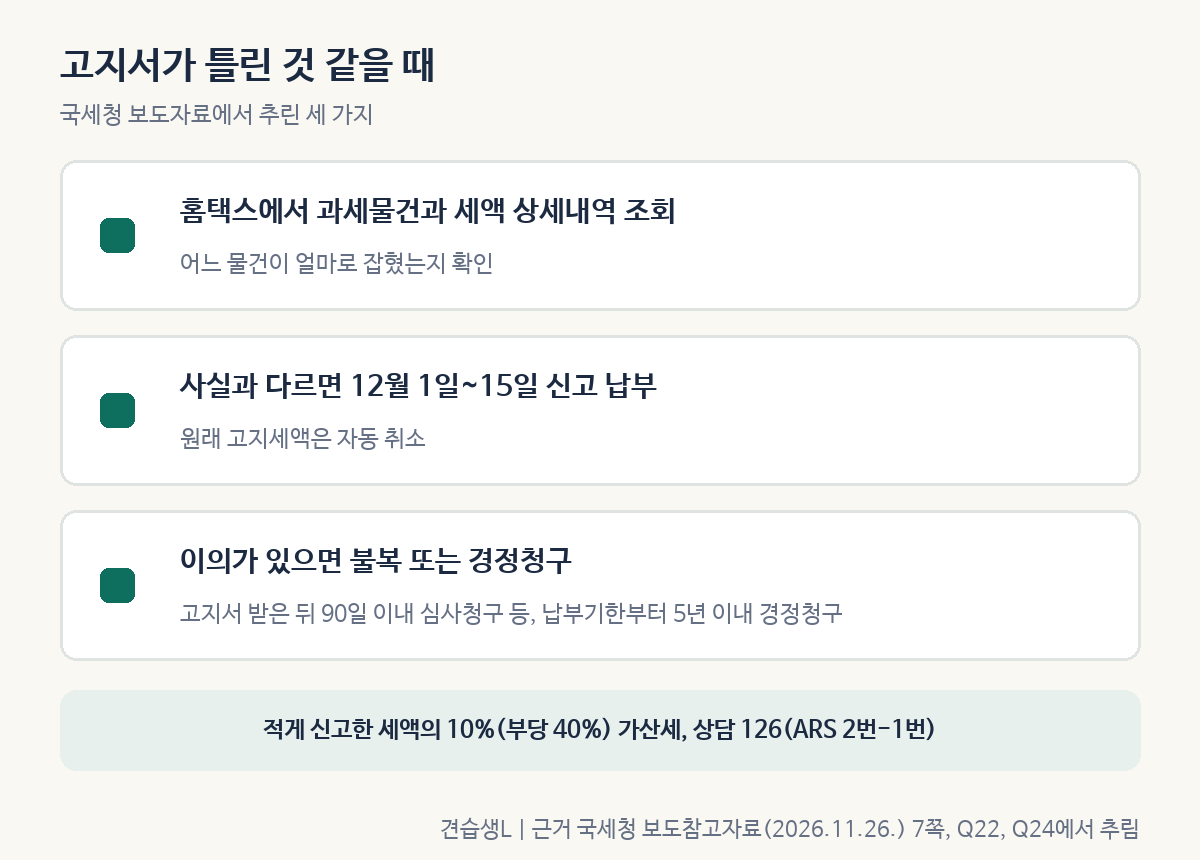 고지서가 틀린 것 같을 때
국세청 보도자료에서 추린 세 가지
홈택스에서 과세물건과 세액 상세내역 조회
어느 물건이 얼마로 잡혔는지 확인
사실과 다르면 12월 1일~15일 신고 납부
원래 고지세액은 자동 취소
이의가 있으면 불복 또는 경정청구
고지서 받은 뒤 90일 이내 심사청구 등, 납부기한부터 5년 이내 경정청구
적게 신고한 세액의 10%(부당 40%) 가산세, 상담 126(ARS 2번-1번)
견습생L | 근거 국세청 보도참고자료(2026.11.26.) 7쪽, Q22, Q24에서 추림